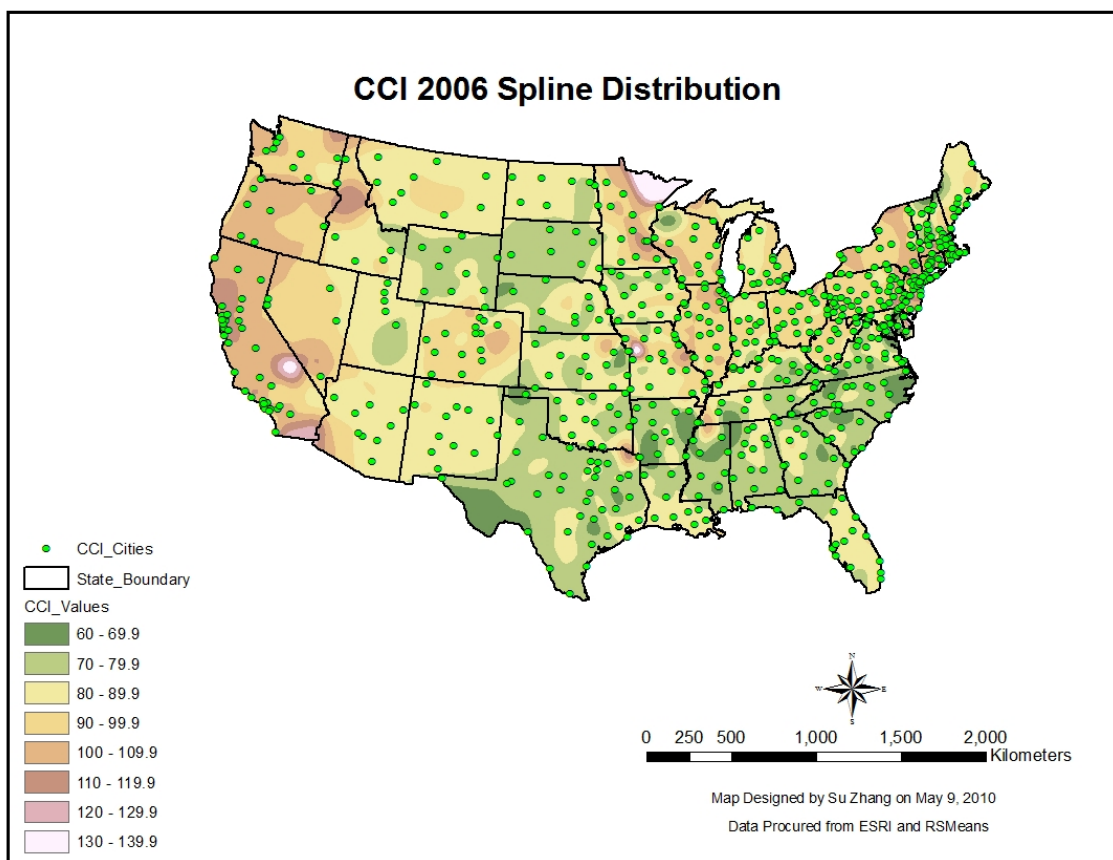 CCI 2006 Spline Distribution
CCI_Cities
State_Boundary
CCI_Values
60 - 69.9
70 - 79.9
80 - 89.9
90 - 99.9
100 - 109.9
110 - 119.9
120 - 129.9
130 - 139.9
N
W E
S
0 250 500 1,000 1,500 2,000
Kilometers
Map Designed by Su Zhang on May 9, 2010
Data Procured from ESRI and RSMeans